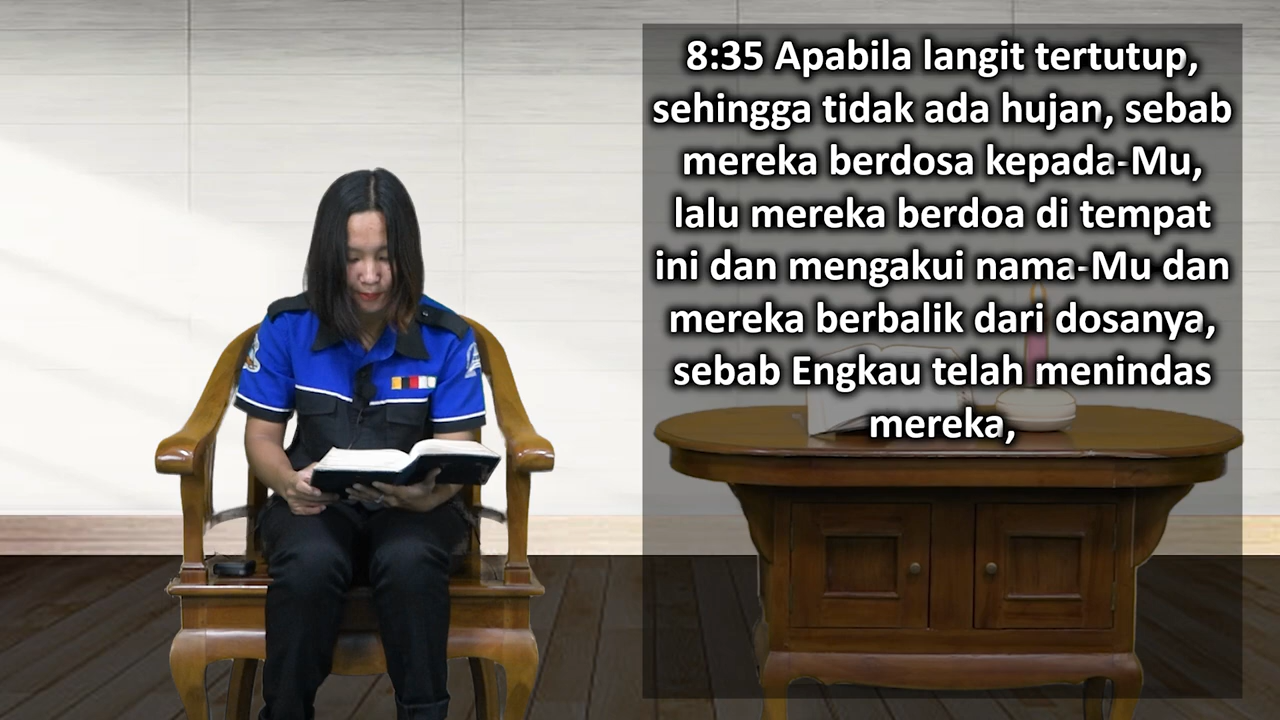 8:35 Apabila langit tertutup,
sehingga tidak ada hujan, sebab
mereka berdosa kepada-Mu,
lalu mereka berdoa di tempat
ini dan mengakui nama-Mu dan
mereka berbalik dari dosanya,
sebab Engkau telah menindas
mereka,